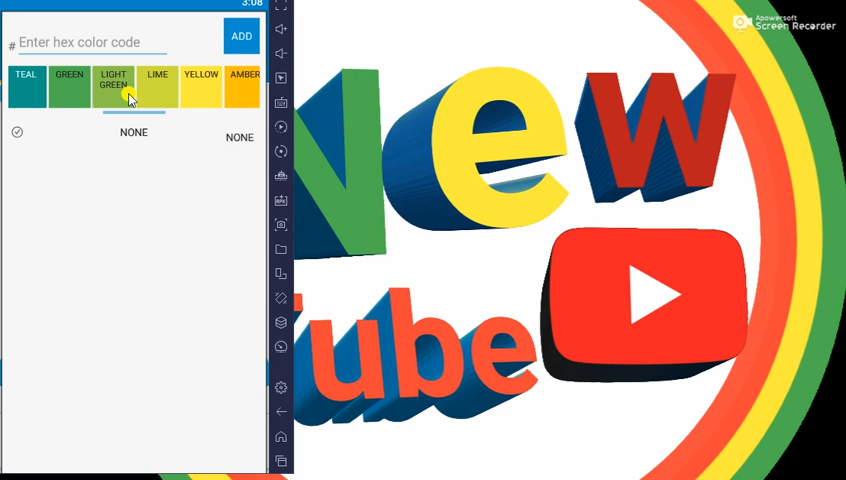 3:08
# Enter hex color code
ADD
TEAL
GREEN
LIGHT
GREEN
LIME
YELLOW
AMBER
NONE
NONE
Apowersoft
Screen Recorder
New
Tube